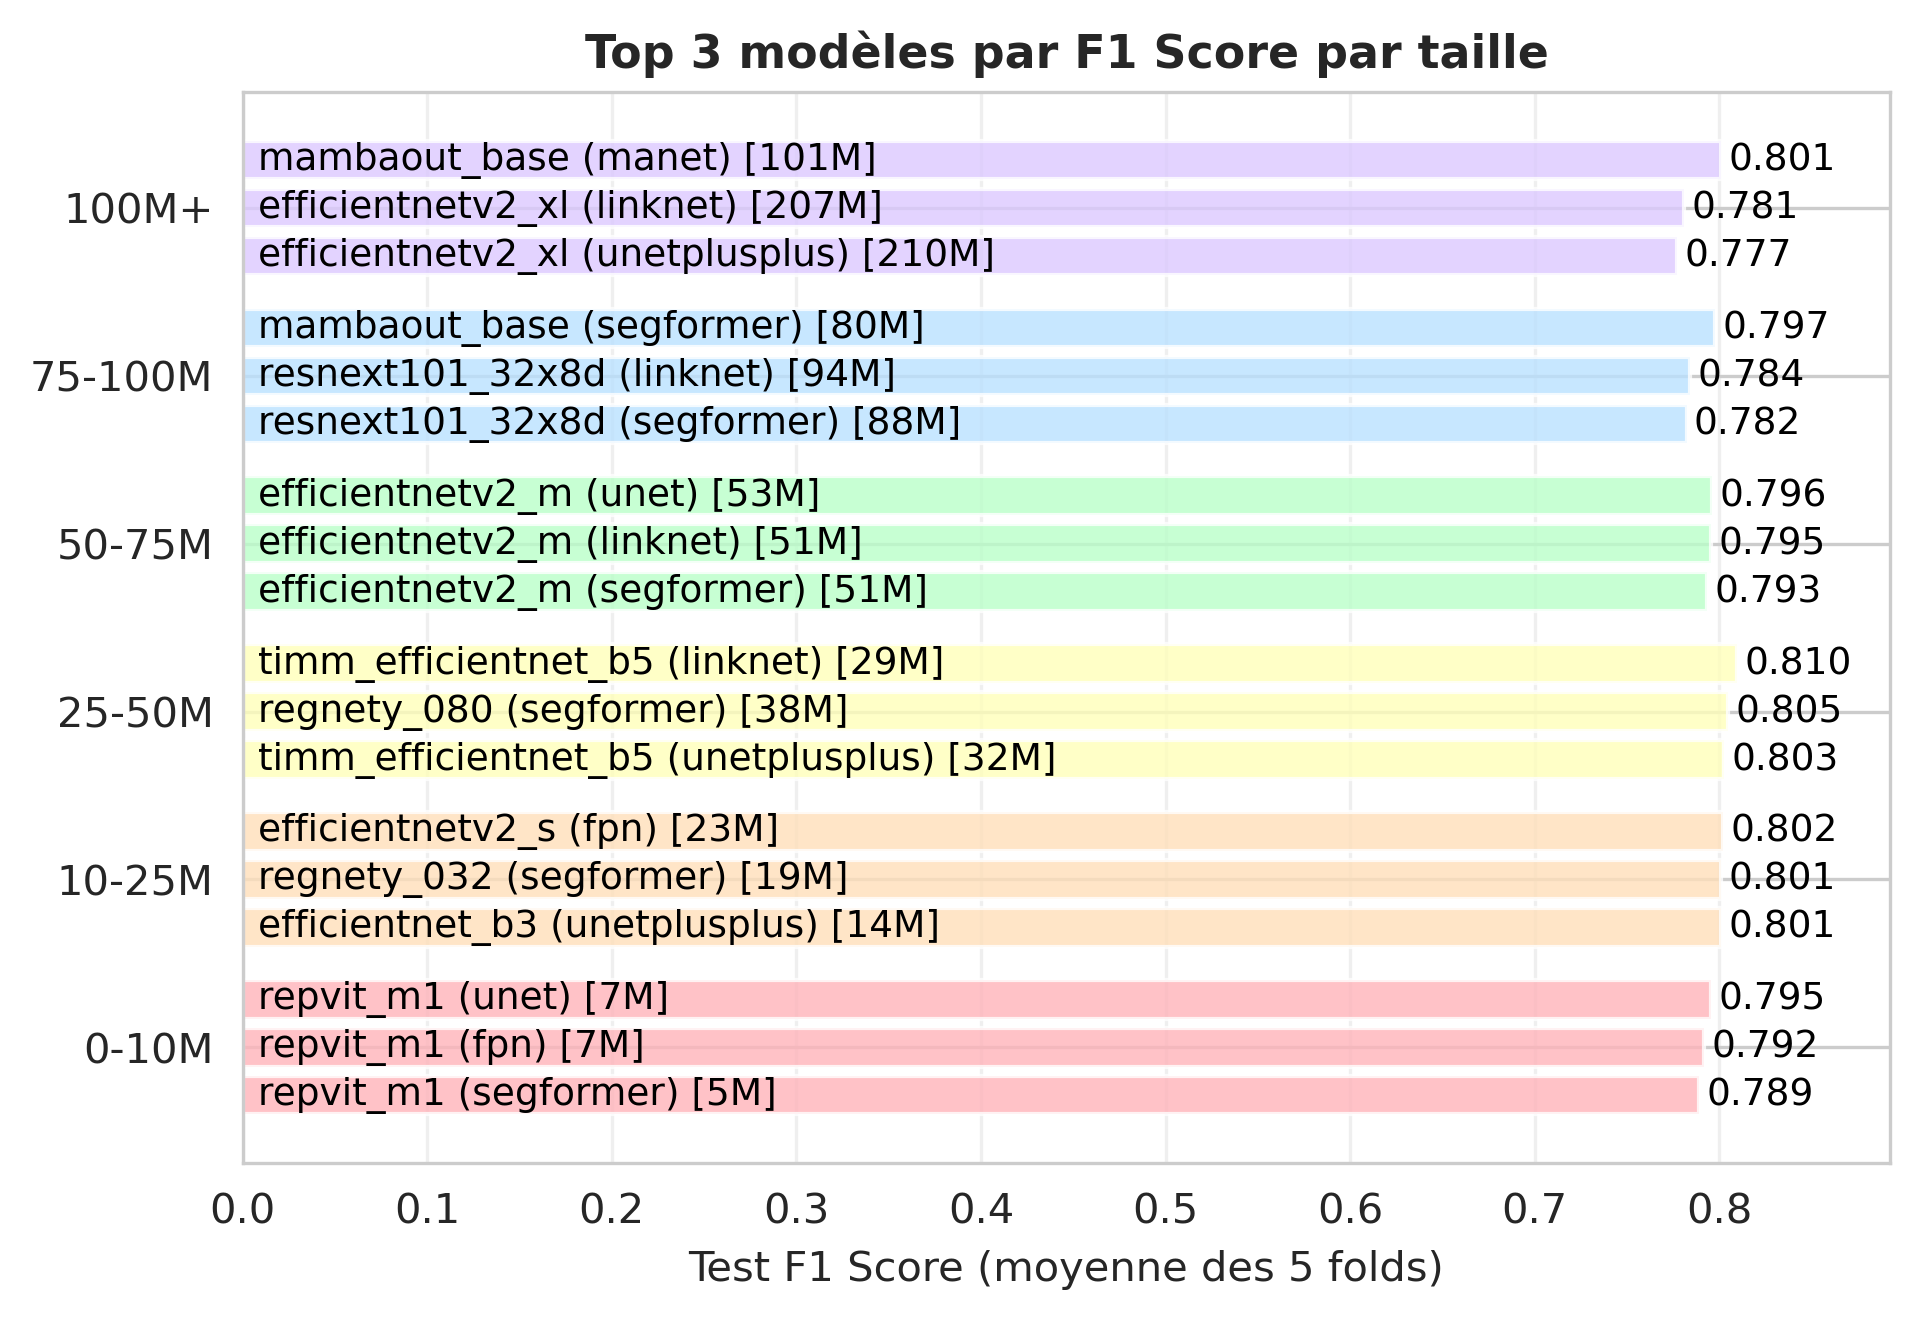 Top 3 modèles par F1 Score par taille
100M+
mambaout_base (manet) [101M] 0.801
efficientnetv2_xl (linknet) [207M] 0.781
efficientnetv2_xl (unetplusplus) [210M] 0.777
75-100M
mambaout_base (segformer) [80M] 0.797
resnext101_32x8d (linknet) [94M] 0.784
resnext101_32x8d (segformer) [88M] 0.782
50-75M
efficientnetv2_m (unet) [53M] 0.796
efficientnetv2_m (linknet) [51M] 0.795
efficientnetv2_m (segformer) [51M] 0.793
25-50M
timm_efficientnet_b5 (linknet) [29M] 0.810
regnety_080 (segformer) [38M] 0.805
timm_efficientnet_b5 (unetplusplus) [32M] 0.803
10-25M
efficientnetv2_s (fpn) [23M] 0.802
regnety_032 (segformer) [19M] 0.801
efficientnet_b3 (unetplusplus) [14M] 0.801
0-10M
repvit_m1 (unet) [7M] 0.795
repvit_m1 (fpn) [7M] 0.792
repvit_m1 (segformer) [5M] 0.789
0.0 0.1 0.2 0.3 0.4 0.5 0.6 0.7 0.8
Test F1 Score (moyenne des 5 folds)